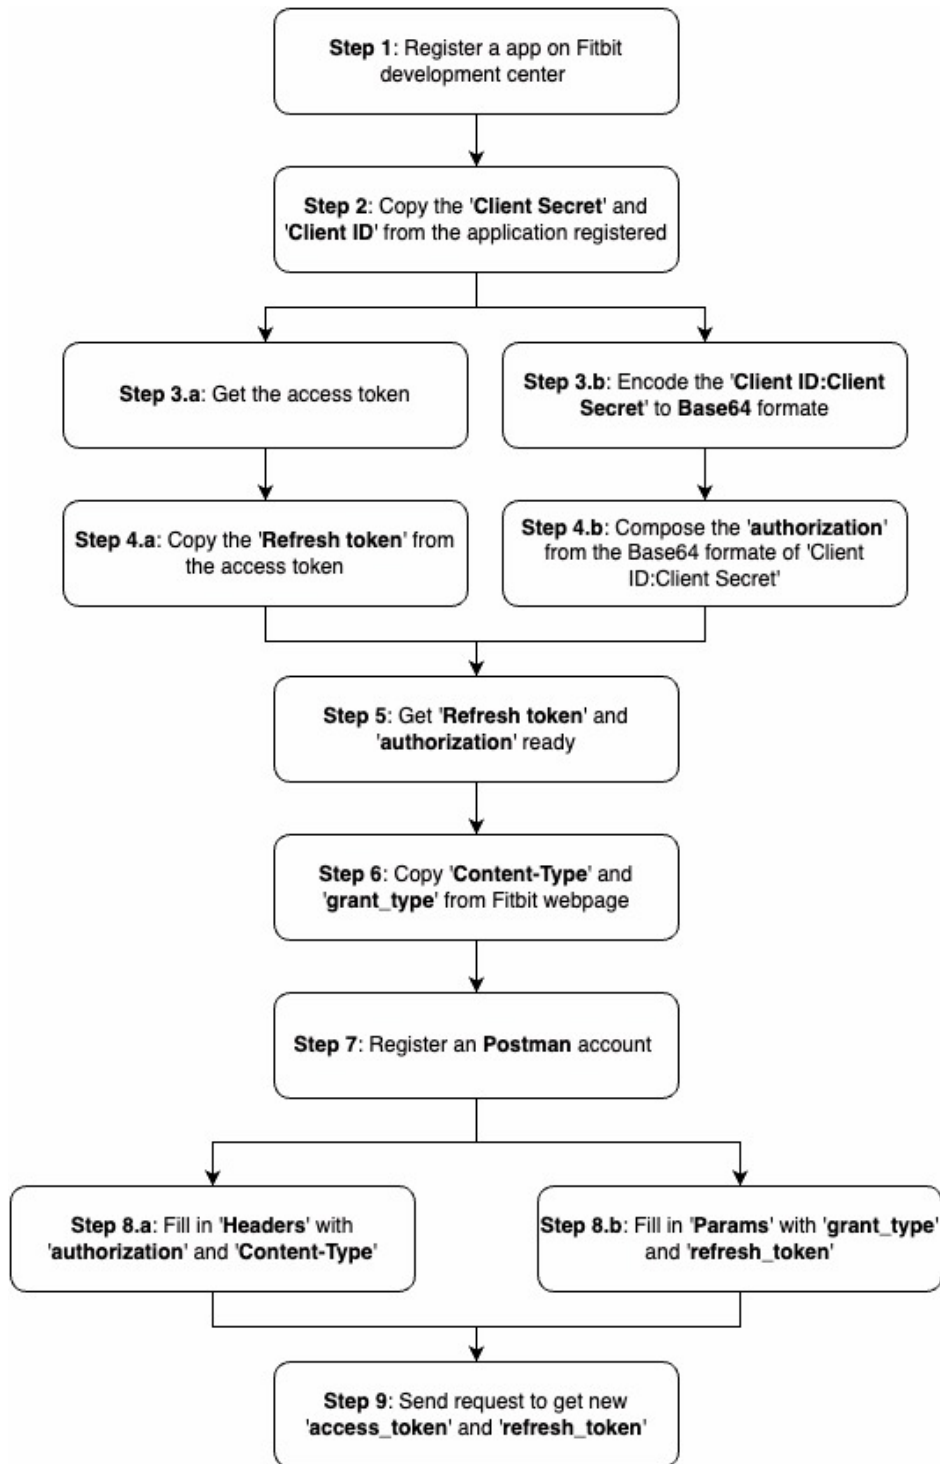 Step 1: Register a app on Fitbit
development center
Step 2: Copy the 'Client Secret' and
'Client ID' from the application registered
Step 3.a: Get the access token
Step 3.b: Encode the 'Client ID:Client
Secret' to Base64 formate
Step 4.a: Copy the 'Refresh token' from
the access token
Step 4.b: Compose the 'authorization'
from the Base64 formate of 'Client
ID:Client Secret'
Step 5: Get 'Refresh token' and
'authorization' ready
Step 6: Copy 'Content-Type' and
'grant_type' from Fitbit webpage
Step 7: Register an Postman account
Step 8.a: Fill in 'Headers' with
'authorization' and 'Content-Type'
Step 8.b: Fill in 'Params' with 'grant_type'
and 'refresh_token'
Step 9: Send request to get new
'access_token' and 'refresh_token'